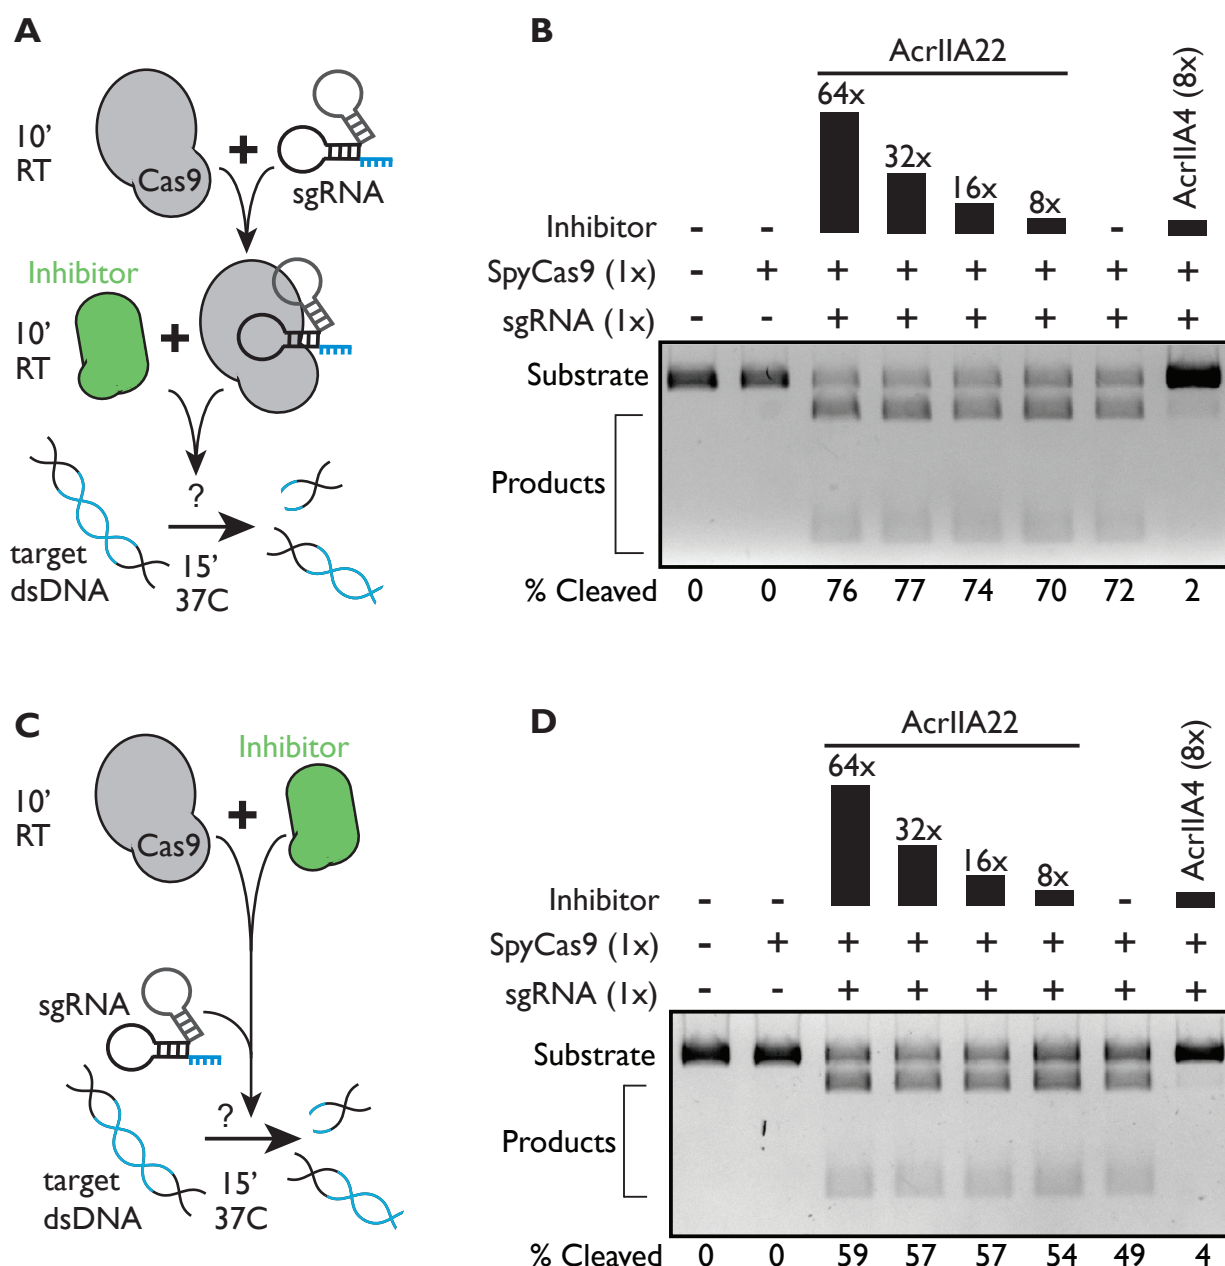 A
10’
RT
Cas9
sgRNA
Inhibitor
10’
RT
?
target
dsDNA
15’
37C
B
AcrIIA22
AcrIIA4 (8x)
64x
32x
16x
8x
Inhibitor - - -
SpyCas9 (1x) - + + + + + + +
sgRNA (1x) - - + + + + + +
Substrate
Products
% Cleaved 0 0 76 77 74 70 72 2
C
Inhibitor
10’
RT
Cas9
sgRNA
?
target
dsDNA
15’
37C
D
AcrIIA22
AcrIIA4 (8x)
64x
32x
16x
8x
Inhibitor - - -
SpyCas9 (1x) - + + + + + + +
sgRNA (1x) - - + + + + + +
Substrate
Products
% Cleaved 0 0 59 57 57 54 49 4